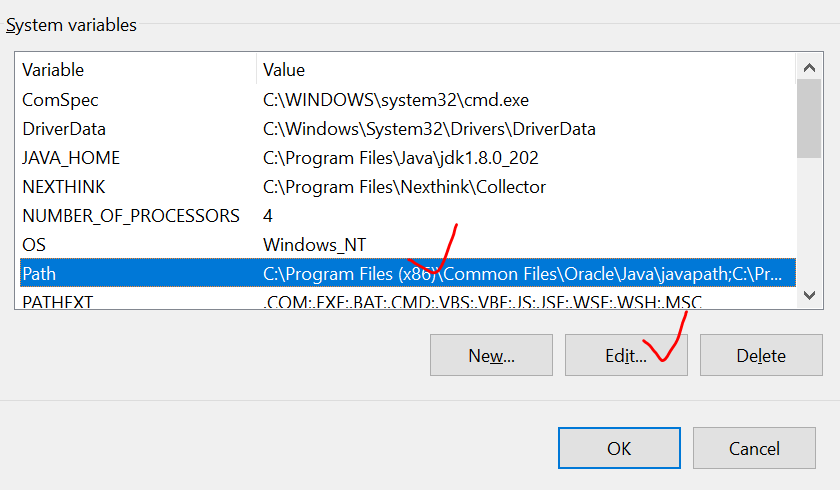 System variables
Variable Value
ComSpec C:\WINDOWS\system32\cmd.exe
DriverData C:\Windows\System32\Drivers\DriverData
JAVA_HOME C:\Program Files\Java\jdk1.8.0_202
NEXTHINK C:\Program Files\Nexthink\Collector
NUMBER_OF_PROCESSORS 4
OS Windows_NT
Path C:\Program Files (x86)\Common Files\Oracle\Java\javapath;C:\Pr...
PATHEXT .COM;.EXE;.BAT;.CMD;.VBS;.VBE;.JS;.JSE;.WSF;.WSH;.MSC
New... Edit... Delete
OK Cancel